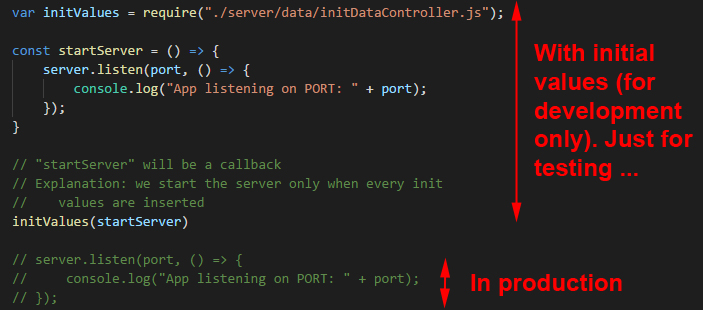 var initValues = require("./server/data/initDataController.js");
const startServer = () => {
    server.listen(port, () => {
        console.log("App listening on PORT: " + port);
    });
}
// "startServer" will be a callback
// Explanation: we start the server only when every init
//    values are inserted
initValues(startServer)
// server.listen(port, () => {
//     console.log("App listening on PORT: " + port);
// });
With initial
values (for
development
only). Just for
testing ...
In production